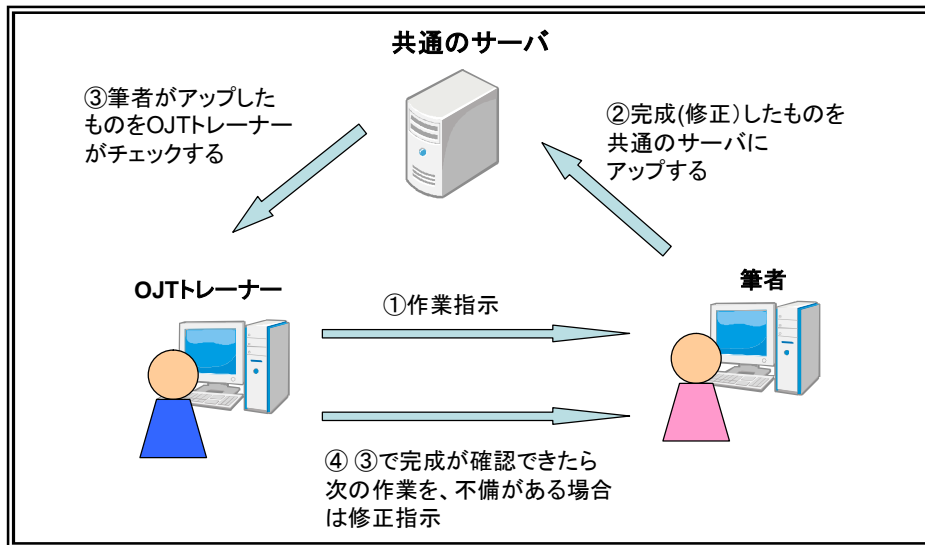 共通のサーバ
③筆者がアップした
ものをOJTトレーナー
がチェックする
②完成(修正）したものを
共通のサーバに
アップする
OJTトレーナー
筆者
①作業指示
④ ③で完成が確認できたら
次の作業を、不備がある場合
は修正指示